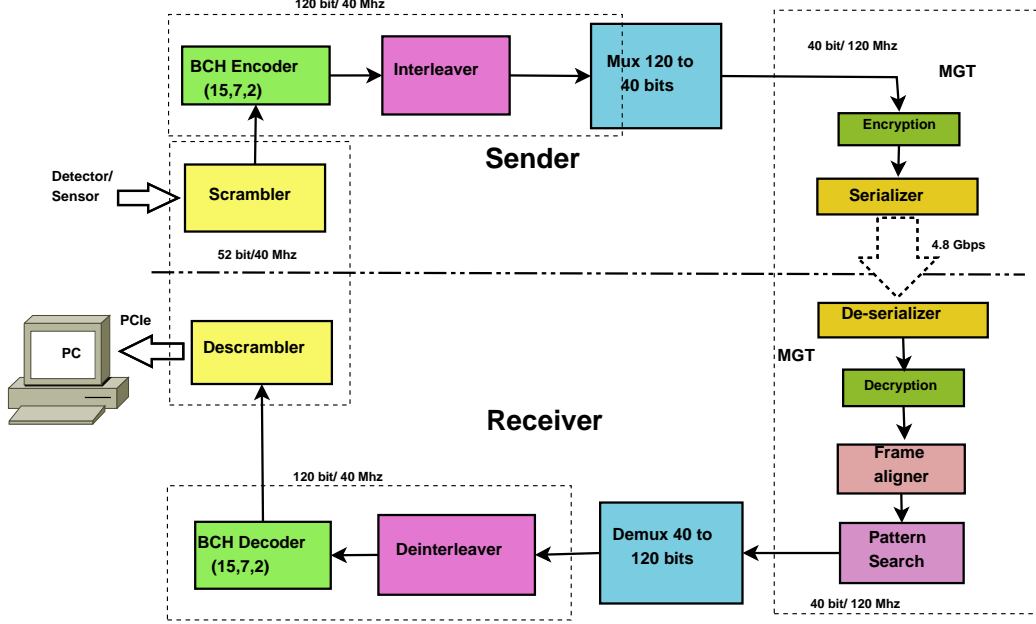 120 bit/ 40 Mhz
BCH Encoder
(15,7,2)
Interleaver
Mux 120 to
40 bits
40 bit/ 120 Mhz
MGT
Encryption
Sender
Detector/
Sensor
Scrambler
Serializer
52 bit/40 Mhz
4.8 Gbps
De-serializer
PCIe
PC
Descrambler
MGT
Decryption
Receiver
Frame
aligner
120 bit/ 40 Mhz
BCH Decoder
(15,7,2)
Deinterleaver
Demux 40 to
120 bits
Pattern
Search
40 bit/ 120 Mhz